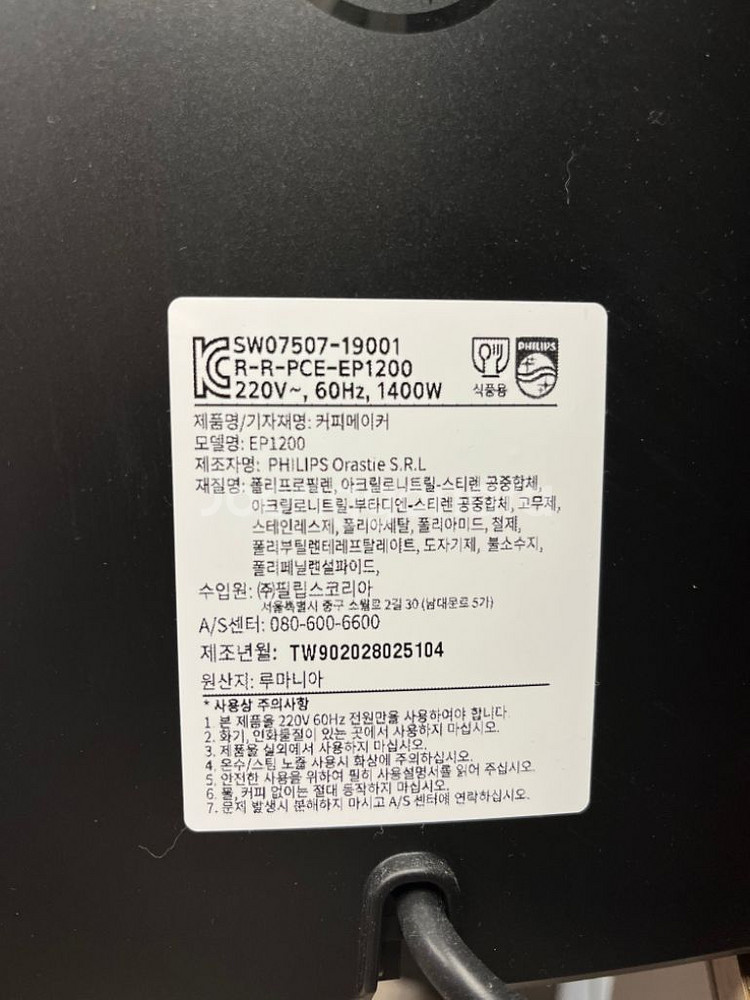 SW07507-19001
R-R-PCE-EP1200
220V~, 60Hz, 1400W
식품용
PHILIPS
제품명/기자재명: 커피메이커
모델명: EP1200
제조자명: PHILIPS Orastie S.R.L
재질명: 폴리프로필렌, 아크릴로니트릴-스티렌 공중합체,
아크릴로니트릴-부타디엔-스티렌 공중합체, 고무제,
스테인레스제, 폴리아세탈, 폴리아미드, 철제,
폴리부틸렌테레프탈레이트, 도자기제, 불소수지,
폴리페닐렌설파이드,
수입원: (주)필립스코리아
서울특별시 중구 소월로 2길 30 (남대문로 5가)
A/S센터: 080-600-6600
제조년월: TW902028025104
원산지: 루마니아
* 사용상 주의사항
1. 본 제품을 220V 60Hz 전원만을 사용하여야 합니다.
2. 화기, 인화물질이 있는 곳에서 사용하지 마십시오.
3. 제품을 실외에서 사용하지 마십시오.
4. 온수/스팀 노즐 사용시 화상에 주의하십시오.
5. 안전한 사용을 위하여 필히 사용설명서를 읽어 주십시오.
6. 물, 커피 없이는 절대 동작하지 마십시오.
7. 문제 발생시 분해하지 마시고 A/S 센터에 연락하십시오.